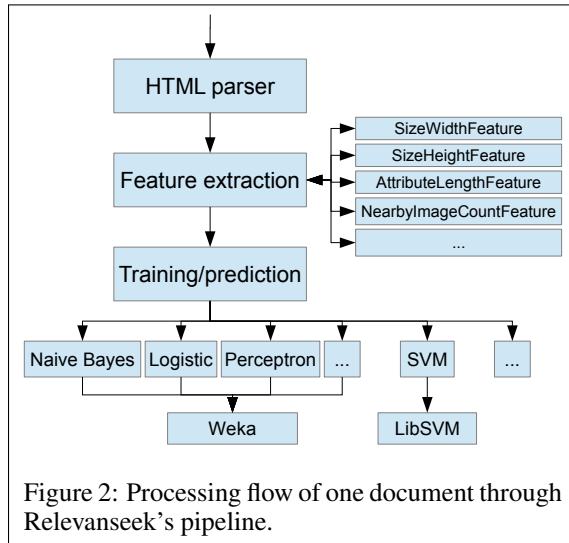 HTML parser
Feature extraction
SizeWidthFeature
SizeHeightFeature
AttributeLengthFeature
NearbyImageCountFeature
...
Training/prediction
Naive Bayes
Logistic
Perceptron
...
SVM
...
Weka
LibSVM
Figure 2: Processing flow of one document through
Relevanseek's pipeline.